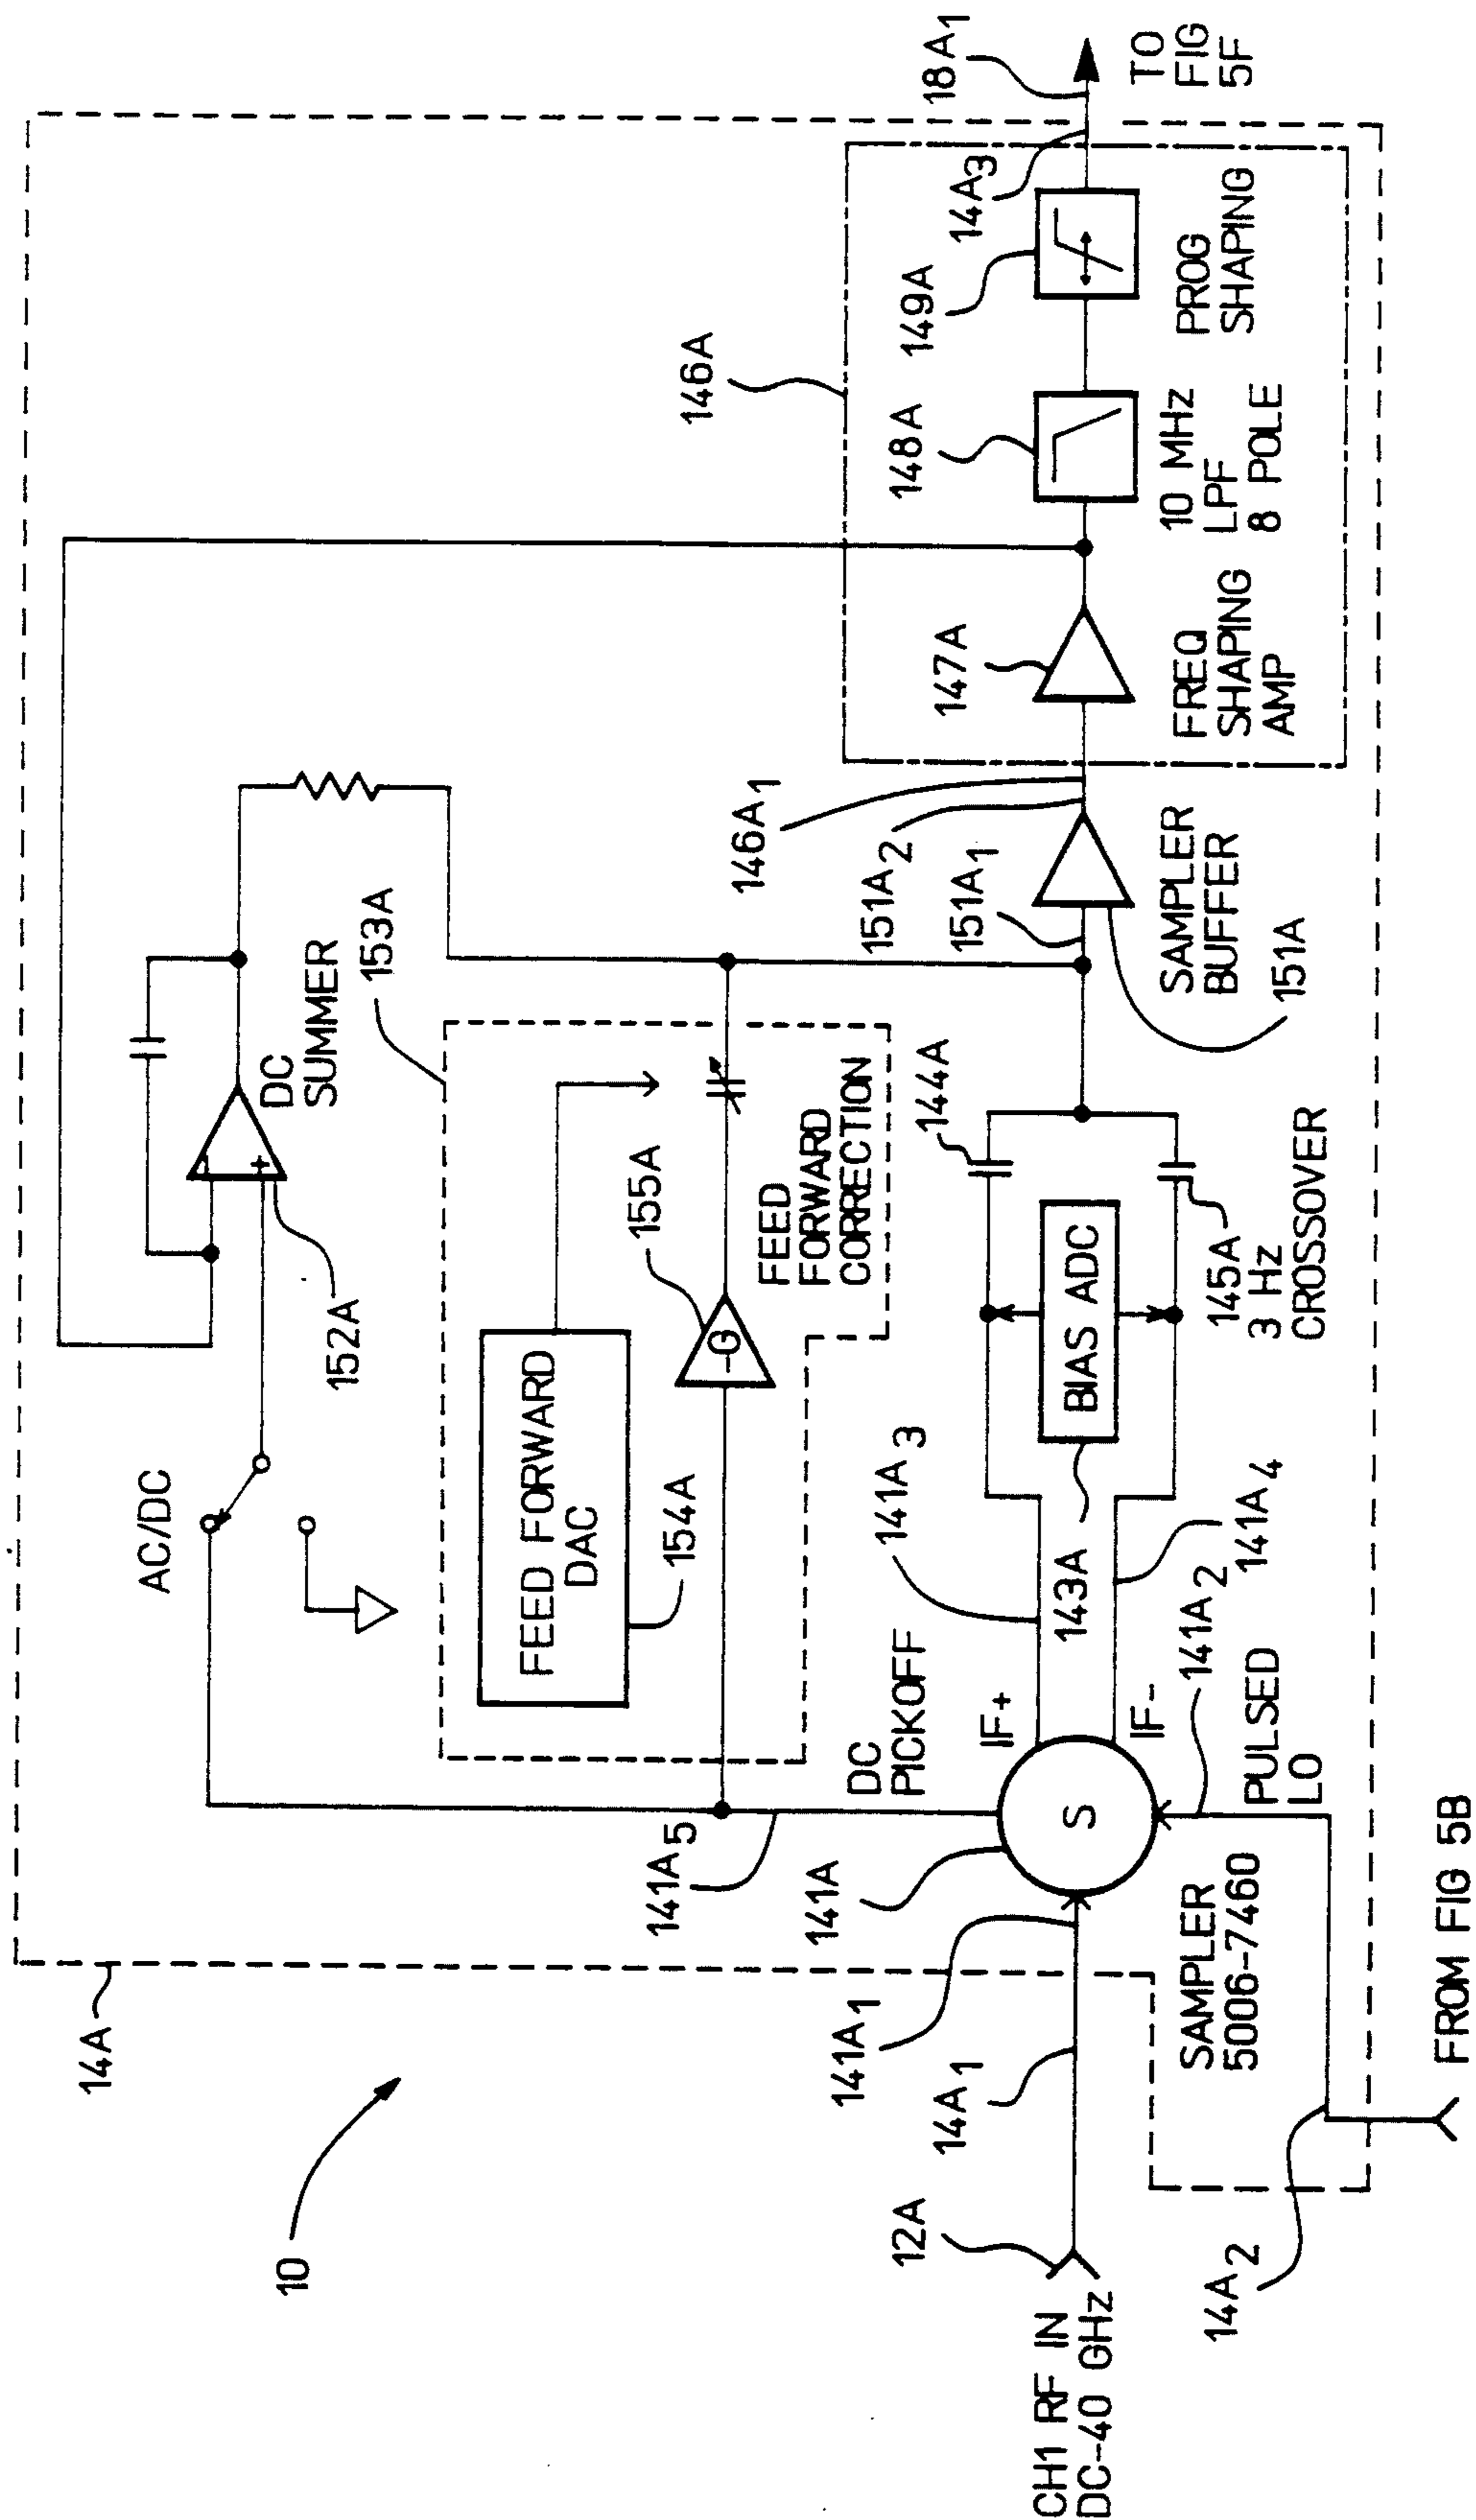 14A
10
AC/DC
152A
DC
SUMMER
153A
FEED FORWARD
DAC
154A
155A
FEED
FORWARD
CORRECTION
141A5
DC
PICKOFF
141A
141A1
14A1
12A
CH1 RF IN
DC-40 GHz
14A2
SAMPLER
5006-7460
FROM FIG 5B
PULSED
LO
141A2
IF+
IF-
S
141A3
141A4
143A
BIAS ADC
144A
145A
3 Hz
CROSSOVER
-G
-
+
146A1
151A2
151A1
SAMPLER
BUFFER
151A
146A
147A
FREQ
SHAPING
AMP
148A
10 MHz
LPF
8 POLE
149A
PROG
SHAPING
14A3
18A1
TO
FIG
5F